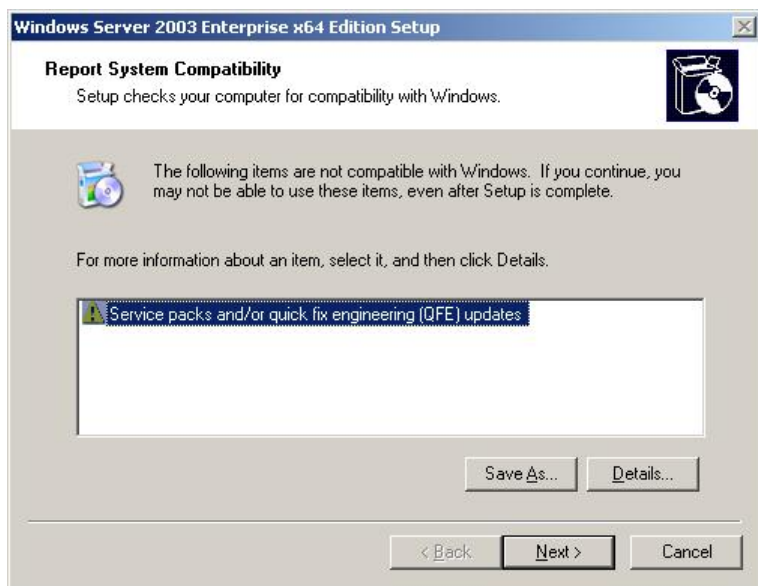 Windows Server 2003 Enterprise x64 Edition Setup
Report System Compatibility
Setup checks your computer for compatibility with Windows.
The following items are not compatible with Windows.  If you continue, you
may not be able to use these items, even after Setup is complete.
For more information about an item, select it, and then click Details.
Service packs and/or quick fix engineering (QFE) updates
Save As...
Details...
< Back
Next >
Cancel